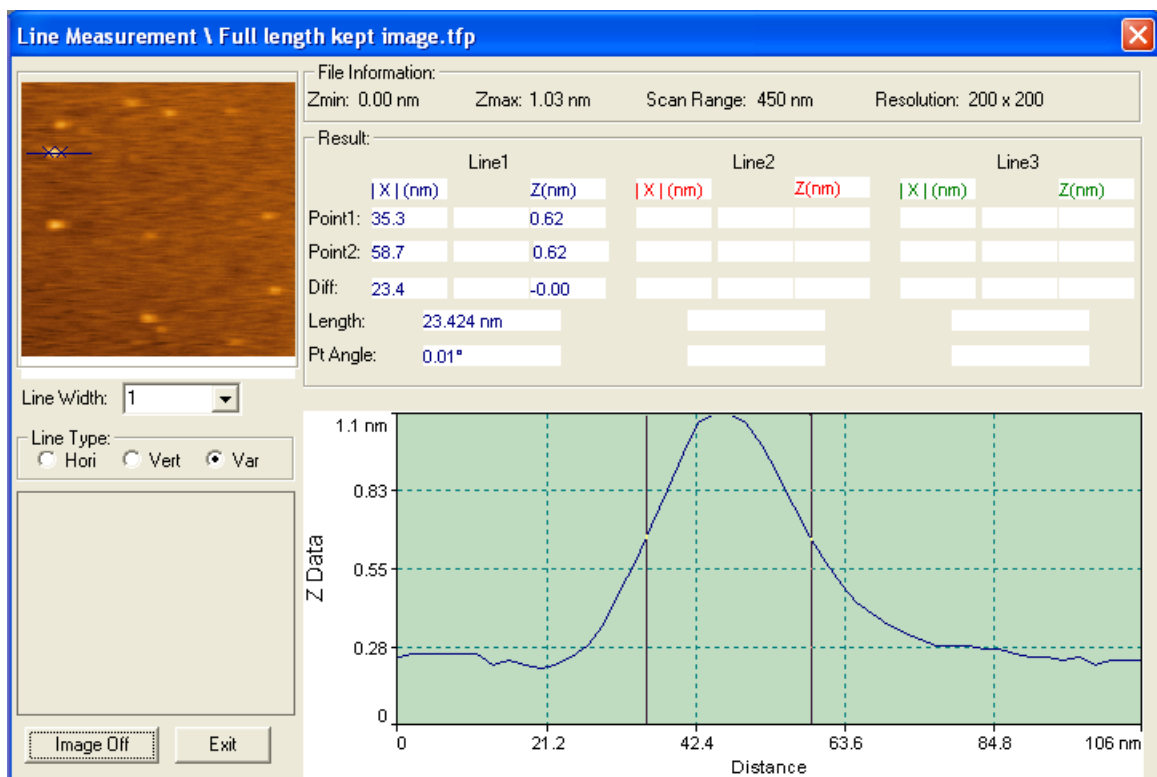 Line Measurement \ Full length kept image.tfp
File Information:
Zmin: 0.00 nm Zmax: 1.03 nm Scan Range: 450 nm Resolution: 200 x 200
Result:
Line1 Line2 Line3
| X | (nm) Z(nm) | X | (nm) Z(nm) | X | (nm) Z(nm)
Point1: 35.3 0.62
Point2: 58.7 0.62
Diff: 23.4 -0.00
Length: 23.424 nm
Pt Angle: 0.01°
Line Width: 1
Line Type:
Hori Vert Var
Image Off Exit
1.1 nm
0.83
0.55
0.28
0
Z Data
0 21.2 42.4 63.6 84.8 106 nm
Distance